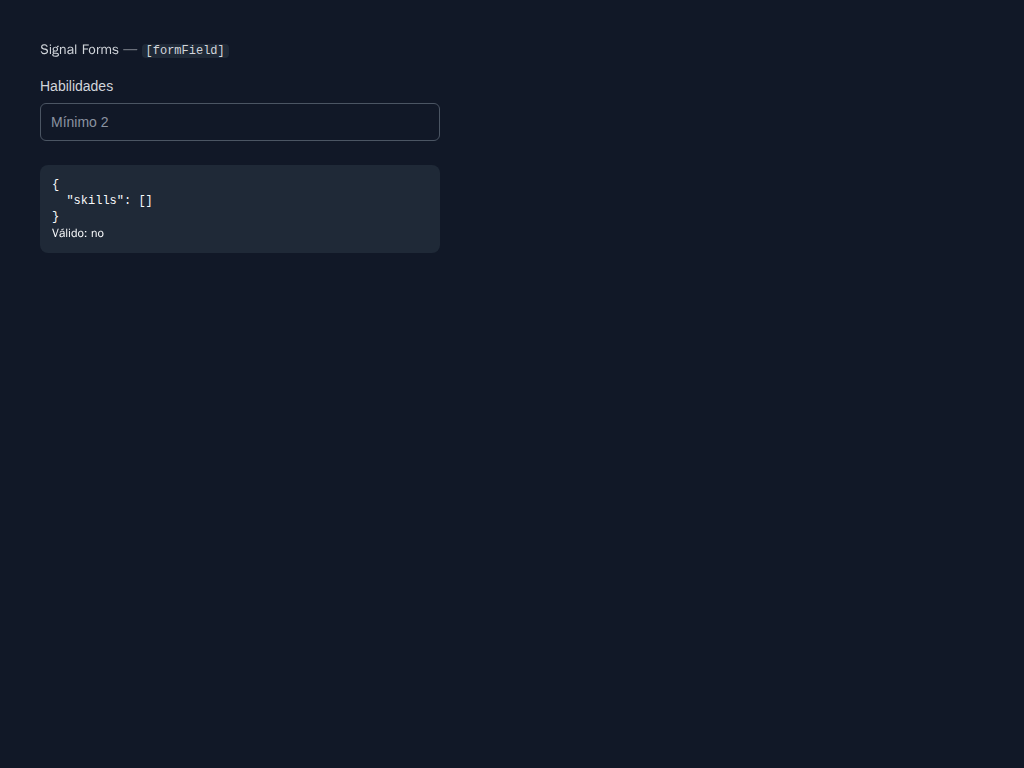 Signal Forms — [formField]
Habilidades
Mínimo 2
{
  "skills": []
}
Válido: no